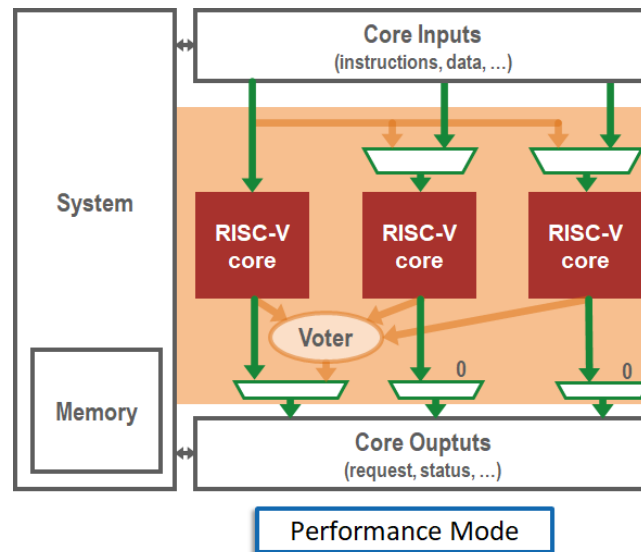 Core Inputs
(instructions, data, ...)
System
RISC-V
core
RISC-V
core
RISC-V
core
Voter
0
0
Memory
Core Ouptuts
(request, status, ...)
Performance Mode